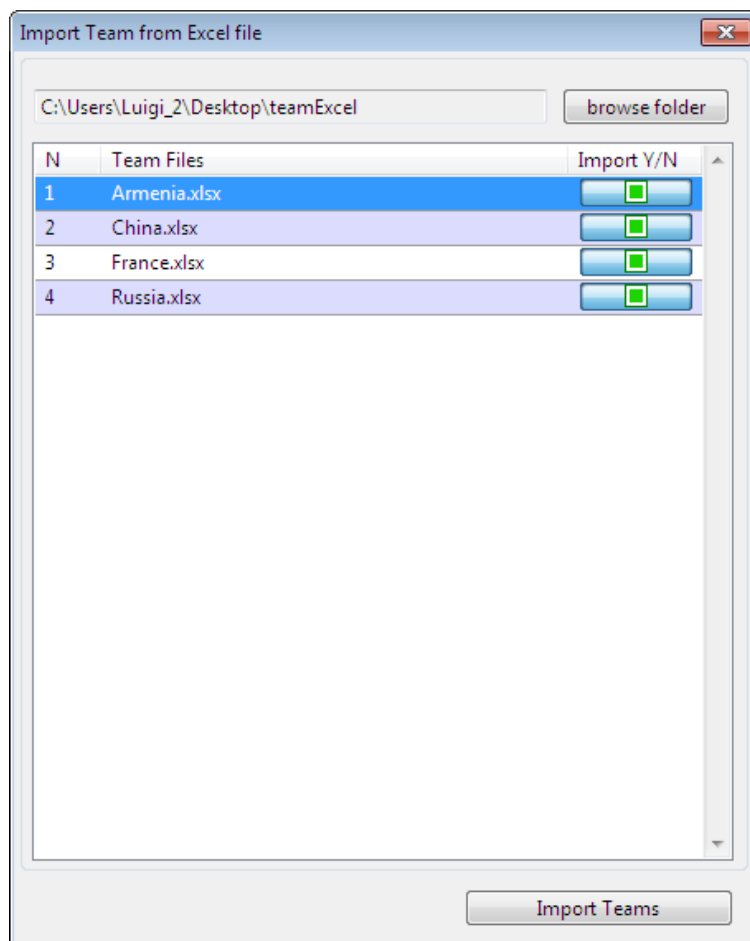 Import Team from Excel file
C:\Users\Luigi_2\Desktop\teamExcel browse folder
N Team Files Import Y/N
1 Armenia.xlsx
2 China.xlsx
3 France.xlsx
4 Russia.xlsx
Import Teams